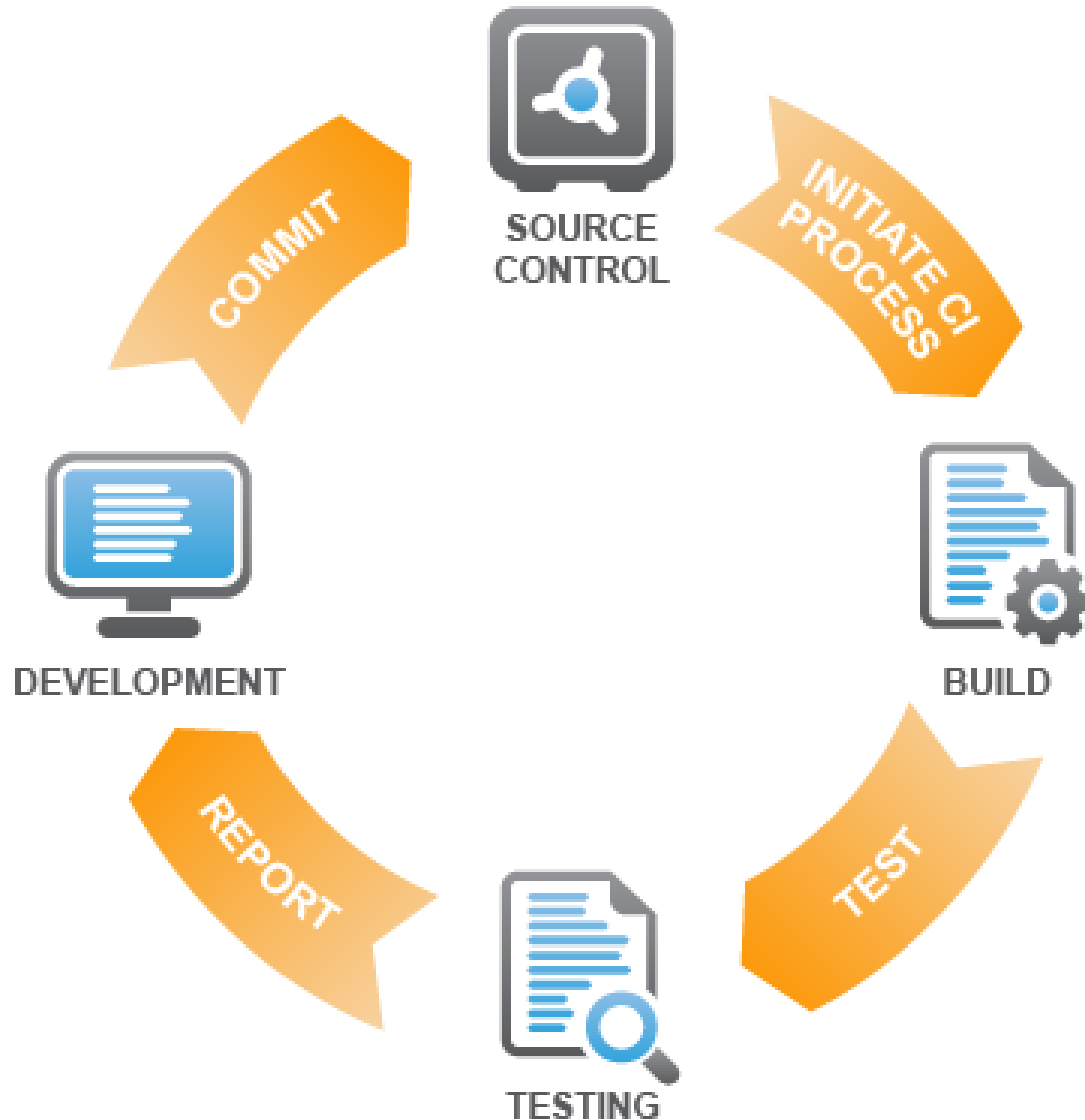 SOURCE
CONTROL
INITIATE CI
PROCESS
BUILD
TEST
TESTING
REPORT
DEVELOPMENT
COMMIT